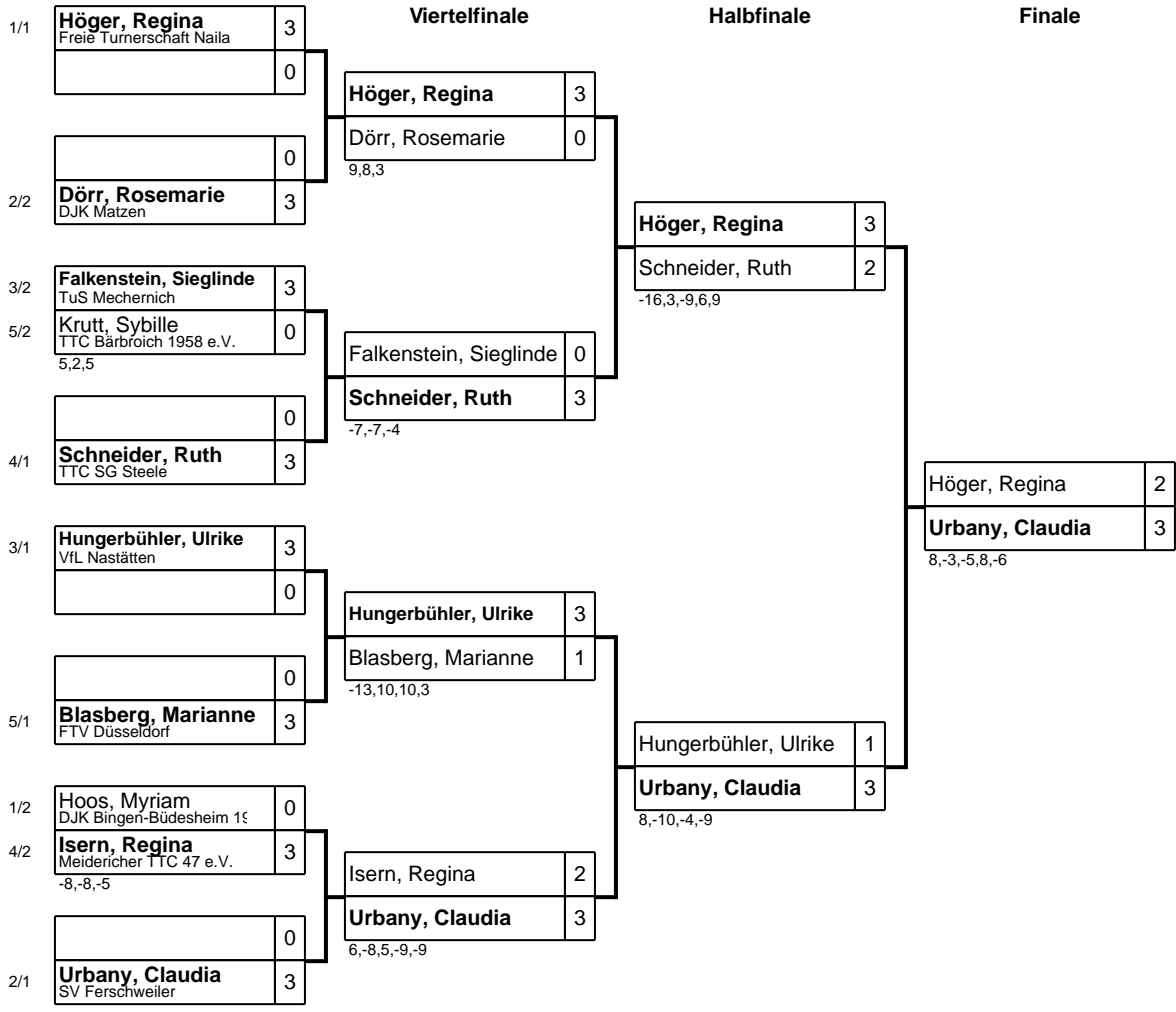 Viertelfinale
Halbfinale
Finale
1/1
Höger, Regina
Freie Turnerschaft Naila
3
0
0
2/2
Dörr, Rosemarie
DJK Matzen
3
3/2
Falkenstein, Sieglinde
TuS Mechernich
3
5/2
Krutt, Sybille
TTC Bärbroich 1958 e.V.
0
5,2,5
0
4/1
Schneider, Ruth
TTC SG Steele
3
3/1
Hungerbühler, Ulrike
VfL Nastätten
3
0
0
5/1
Blasberg, Marianne
FTV Düsseldorf
3
1/2
Hoos, Myriam
DJK Bingen-Büdesheim 19
0
4/2
Isern, Regina
Meidericher TTC 47 e.V.
3
-8,-8,-5
0
2/1
Urbany, Claudia
SV Ferschweiler
3
Höger, Regina 3
Dörr, Rosemarie 0
9,8,3
Falkenstein, Sieglinde 0
Schneider, Ruth 3
-7,-7,-4
Hungerbühler, Ulrike 3
Blasberg, Marianne 1
-13,10,10,3
Isern, Regina 2
Urbany, Claudia 3
6,-8,5,-9,-9
Höger, Regina 3
Schneider, Ruth 2
-16,3,-9,6,9
Hungerbühler, Ulrike 1
Urbany, Claudia 3
8,-10,-4,-9
Höger, Regina 2
Urbany, Claudia 3
8,-3,-5,8,-6